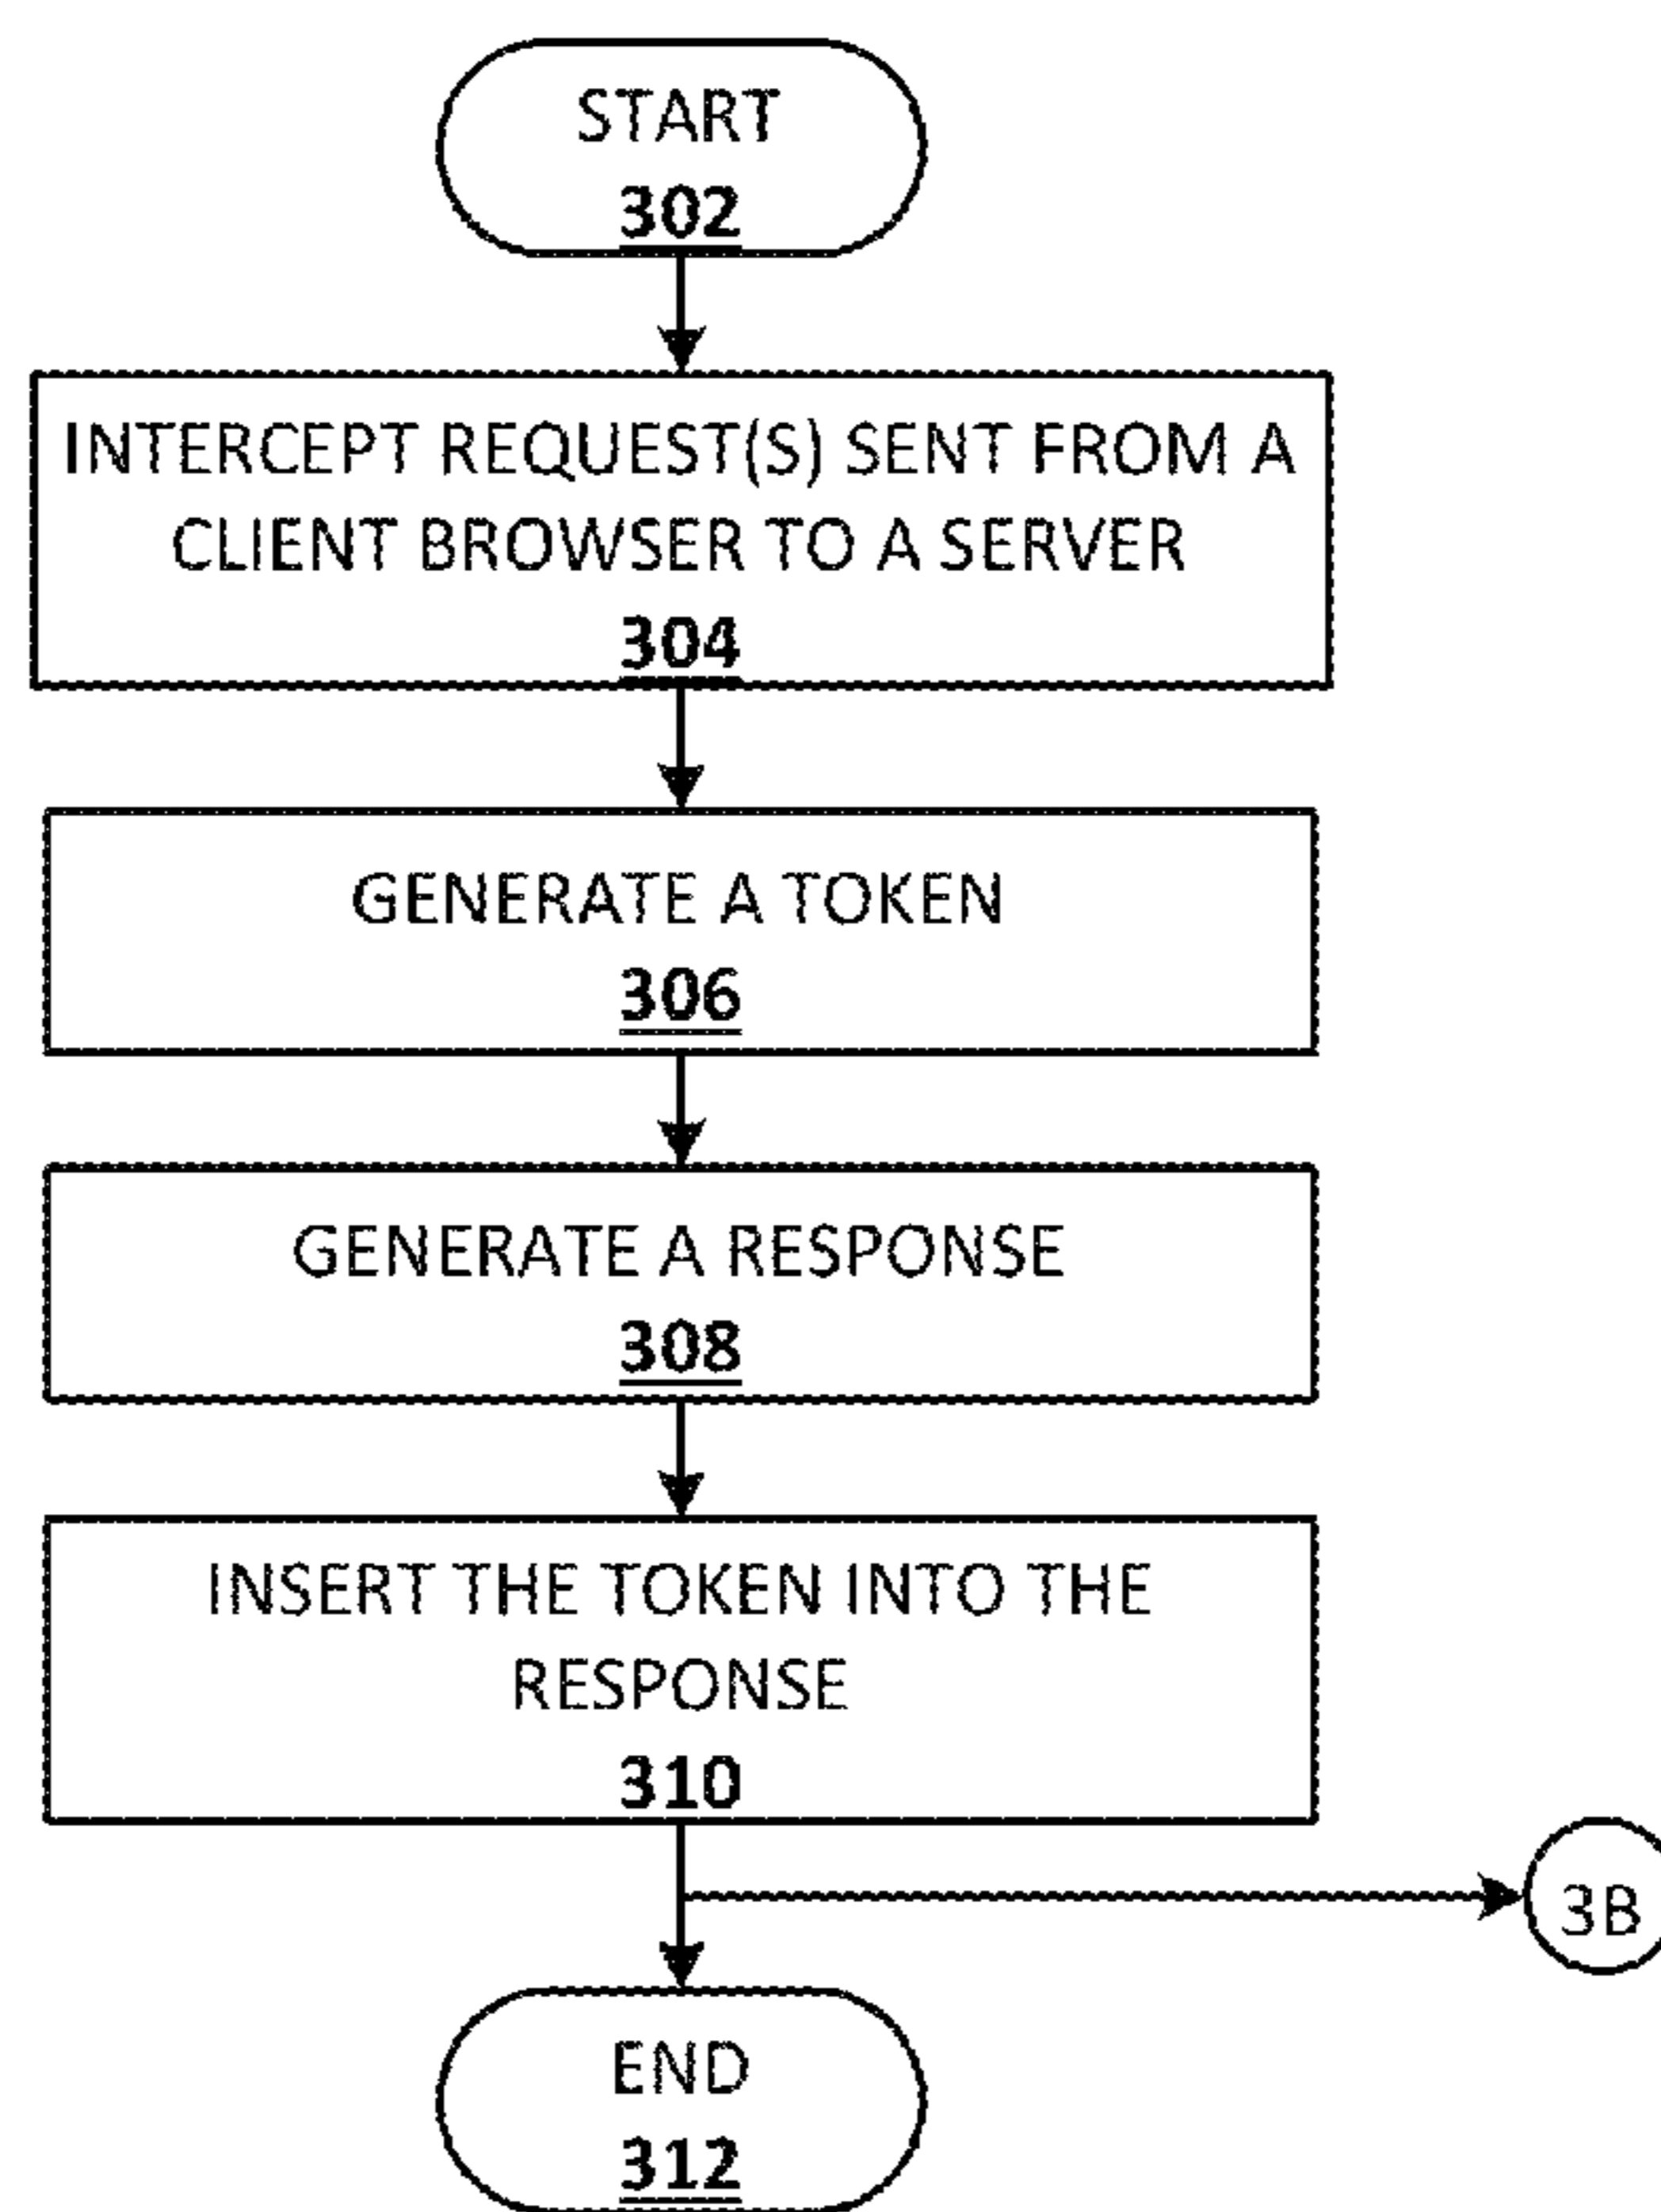 START
302
INTERCEPT REQUEST(S) SENT FROM A
CLIENT BROWSER TO A SERVER
304
GENERATE A TOKEN
306
GENERATE A RESPONSE
308
INSERT THE TOKEN INTO THE
RESPONSE
310
3B
END
312